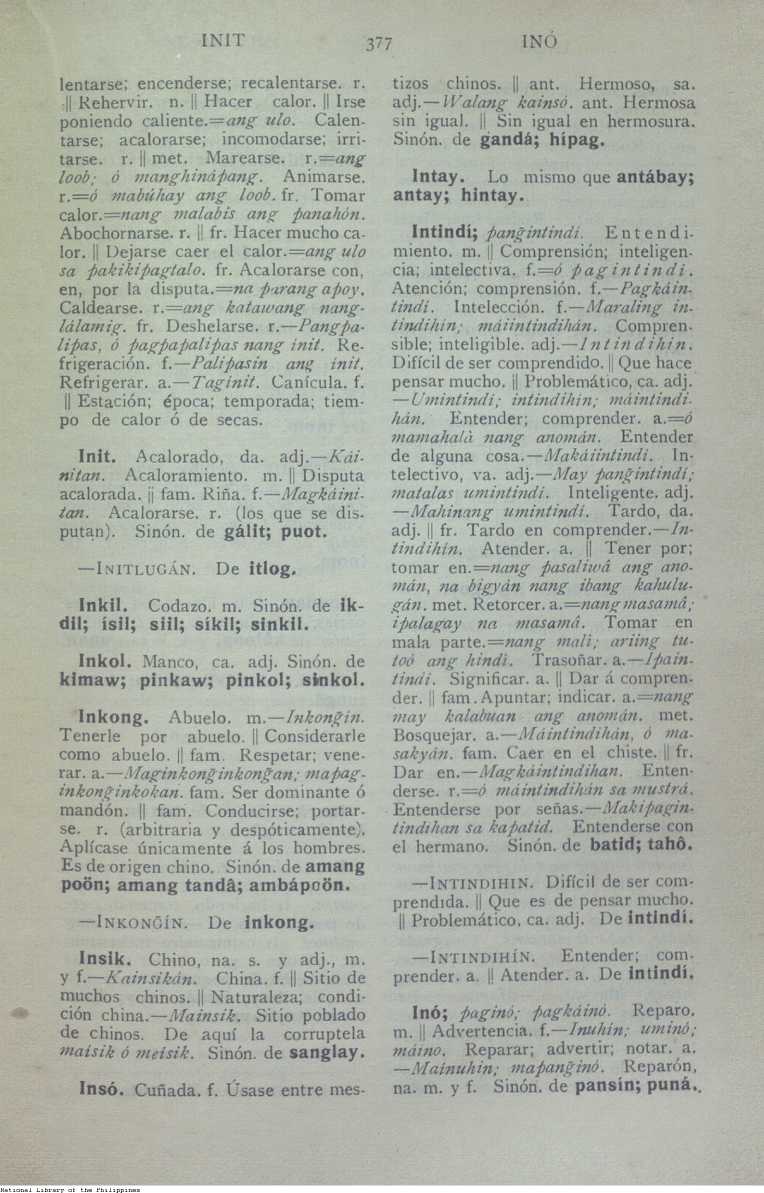 INIT
377
INÓ
lentarse; encenderse; recalentarse. r.
|| Rehervir. n. || Hacer calor. || Irse
poniendo caliente.=ang ulo. Calen-
tarse; acalorarse; incomodarse; irri-
tarse. r. || met. Marearse. r.=ang
loob; ó manghinápang. Animarse.
r.=ó mabúhay ang loob. fr. Tomar
calor.=nang malabis ang panahón.
Abochornarse. r. || fr. Hacer mucho ca-
lor. || Dejarse caer el calor.=ang ulo
sa pakikipagtalo. fr. Acalorarse con,
en, por la disputa.=na parang apoy.
Caldearse. r.=ang katawang nang-
lálamig. fr. Deshelarse. r.—Pangpa-
lipas, ó pagpapalipas nang init. Re-
frigeración. f.—Palipasin ang init.
Refrigerar. a.—Taginit. Canícula. f.
|| Estación; época; temporada; tiem-
po de calor ó de secas.
Init. Acalorado, da. adj.—Kái-
nitan. Acaloramiento. m. || Disputa
acalorada. || fam. Riña. f.—Magkáini-
tan. Acalorarse. r. (los que se dis-
putan). Sinón. de gálit; puot.
—INITLUGÁN. De itlog.
Inkil. Codazo. m. Sinón. de ik-
dil; ísil; siil; síkil; sinkil.
Inkol. Manco, ca. adj. Sinón. de
kimaw; pinkaw; pinkol; sinkol.
Inkong. Abuelo. m.—Inkong̃in.
Tenerle por abuelo. || Considerarle
como abuelo. || fam. Respetar; vene-
rar. a.—Maginkong̃inkong̃an; mapag-
inkong̃inkokan. fam. Ser dominante ó
mandón. || fam. Conducirse; portar-
se. r. (arbitraria y despóticamente).
Aplícase únicamente á los hombres.
Es de origen chino. Sinón. de amang
poön; amang tandâ; ambápoön.
—INKONG̃ÍN. De inkong.
Insik. Chino, na. s. y adj., m.
y f.—Kainsikán. China. f. || Sitio de
muchos chinos. || Naturaleza; condi-
ción china.—Mainsik. Sitio poblado
de chinos. De aquí la corruptela
maísik ó meísik. Sinón. de sanglay.
Insó. Cuñada. f. Úsase entre mes-
tizos chinos. || ant. Hermoso, sa.
adj.—Walang kainsó. ant. Hermosa
sin igual. || Sin igual en hermosura.
Sinón. de gandá; hípag.
Intay. Lo mismo que antábay;
antay; hintay.
Intindí; pang̃intindí. Entendi-
miento. m. || Comprensión; inteligen-
cia; intelectiva. f.=ó pagintindi.
Atención; comprensión. f.—Pagkáin-
tindi. Intelección. f.—Maraling in-
tindihin; máiintindihán. Compren-
sible; inteligible. adj.—Intindihin.
Difícil de ser comprendido. || Que hace
pensar mucho. || Problemático, ca. adj.
—Umintindi; intindihin; máintindi-
hán. Entender; comprender. a.=ó
mamahalà nang anomán. Entender
de alguna cosa.—Makáiintindi. In-
telectivo, va. adj.—May pang̃intindi;
matalas umintindi. Inteligente. adj.
—Mahinang umintindi. Tardo, da.
adj. || fr. Tardo en comprender.—In-
tindihín. Atender. a. || Tener por;
tomar en.=nang pasaliwâ ang ano-
mán, na bigyán nang ibang kahulu-
gán. met. Retorcer. a.=nang masamâ;
ipalagay na masamâ. Tomar en
mala parte.=nang mali; ariing tu-
toó ang hindi. Trasoñar. a.—Ipain-
tindi. Significar. a. || Dar á compren-
der. || fam. Apuntar; indicar. a.=nang
may kalabuan ang anomán. met.
Bosquejar. a.—Máintindihán, ó ma-
sakyán. fam. Caer en el chiste. || fr.
Dar en.—Magkáintindihan. Enten-
derse. r.=ó máintindihán sa mustrá.
Entenderse por señas.—Makipagin-
tindihan sa kapatid. Entenderse con
el hermano. Sinón. de batid; tahô.
—INTINDIHIN. Difícil de ser com-
prendida. || Que es de pensar mucho.
|| Problemático, ca. adj. De intindí.
—INTINDIHÍN. Entender; com-
prender. a. || Atender. a. De intindí.
Inó; paginó; pagkáinó. Reparo.
m. || Advertencia. f.—Inuhin; uminó;
máino. Reparar; advertir; notar. a.
—Mainuhin; mapang̃inó. Reparón,
na. m. y f. Sinón. de pansín; puná.
National Library of the Philippines